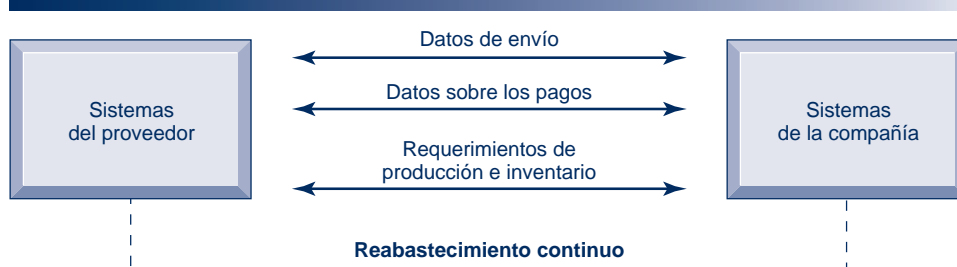 Datos de envío
Sistemas
del proveedor
Datos sobre los pagos
Sistemas
de la compañía
Requerimientos de
producción e inventario
Reabastecimiento continuo